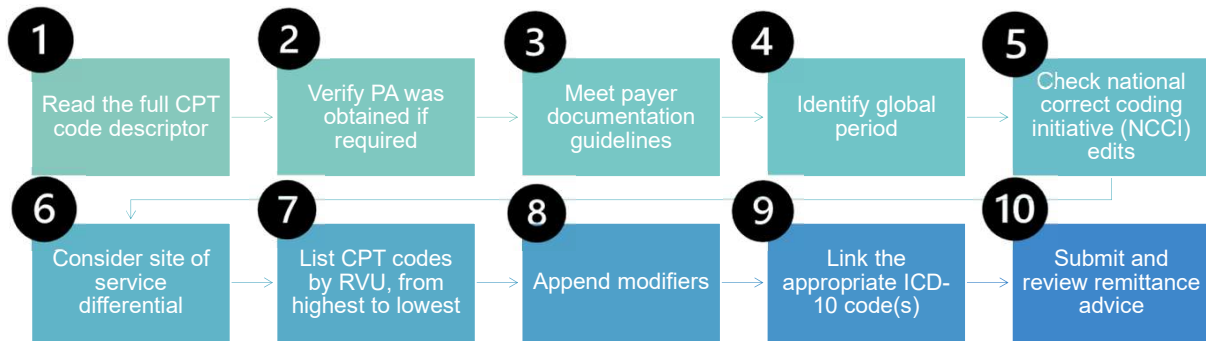 1
Read the full CPT
code descriptor
2
Verify PA was
obtained if
required
3
Meet payer
documentation
guidelines
4
Identify global
period
5
Check national
correct coding
initiative (NCCI)
edits
6
Consider site of
service
differential
7
List CPT codes
by RVU, from
highest to lowest
8
Append modifiers
9
Link the
appropriate ICD-
10 code(s)
10
Submit and
review remittance
advice